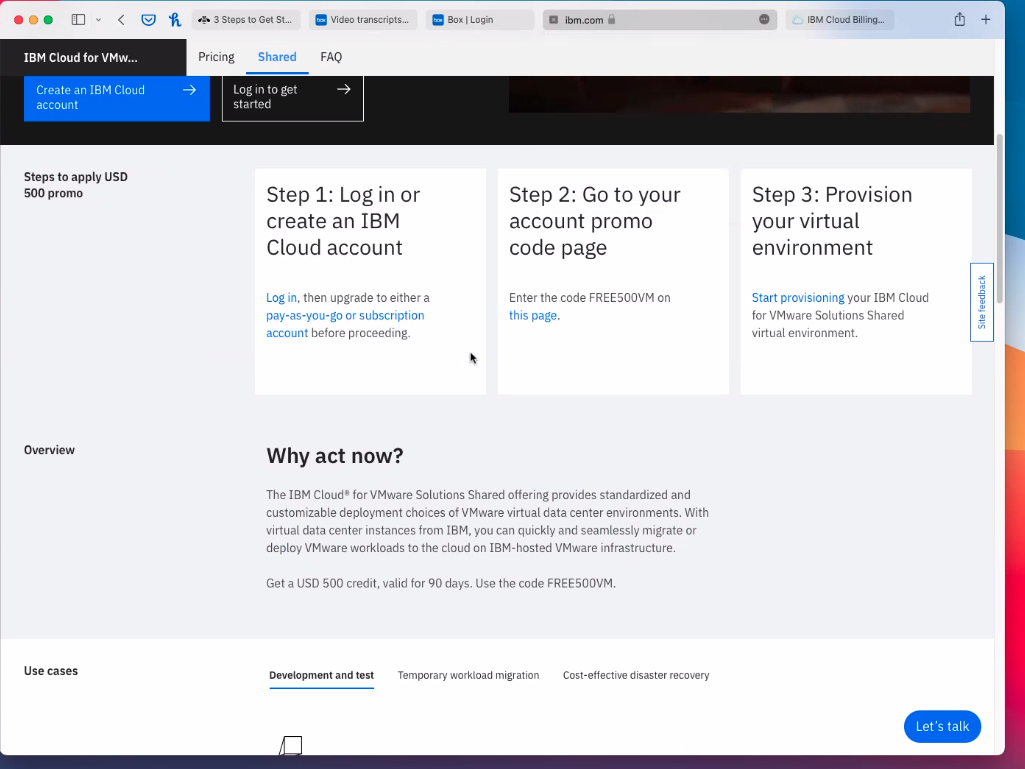 3 Steps to Get St...
Video transcripts...
Box | Login
ibm.com
IBM Cloud Billing...
IBM Cloud for VMw...
Pricing
Shared
FAQ
Create an IBM Cloud
account
Log in to get
started
Steps to apply USD
500 promo
Step 1: Log in or
create an IBM
Cloud account
Log in, then upgrade to either a
pay-as-you-go or subscription
account before proceeding.
Step 2: Go to your
account promo
code page
Enter the code FREE500VM on
this page.
Step 3: Provision
your virtual
environment
Start provisioning your IBM Cloud
for VMware Solutions Shared
virtual environment.
Site feedback
Overview
Why act now?
The IBM Cloud® for VMware Solutions Shared offering provides standardized and
customizable deployment choices of VMware virtual data center environments. With
virtual data center instances from IBM, you can quickly and seamlessly migrate or
deploy VMware workloads to the cloud on IBM-hosted VMware infrastructure.
Get a USD 500 credit, valid for 90 days. Use the code FREE500VM.
Use cases
Development and test
Temporary workload migration
Cost-effective disaster recovery
Let's talk